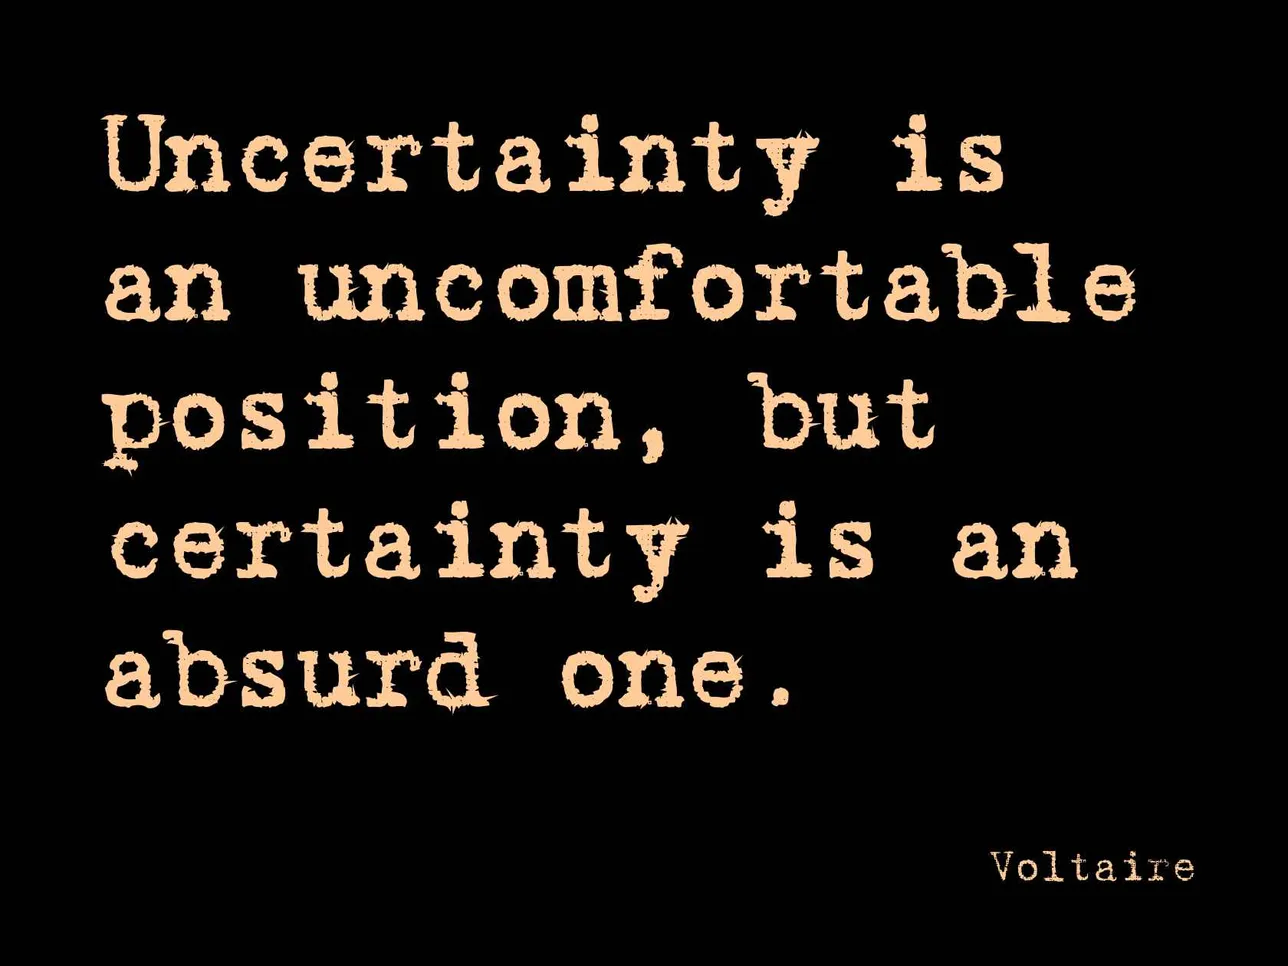 Uncertainty is
an uncomfortable
position, but
certainty is an
absurd one.
Voltaire